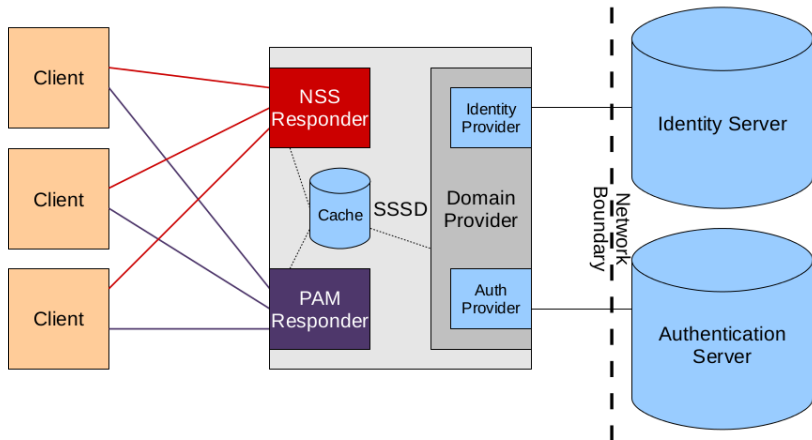 Client
Client
Client
NSS
Responder
Cache
SSSD
PAM
Responder
Identity
Provider
Domain
Provider
Auth
Provider
Network
Boundary
Identity Server
Authentication
Server